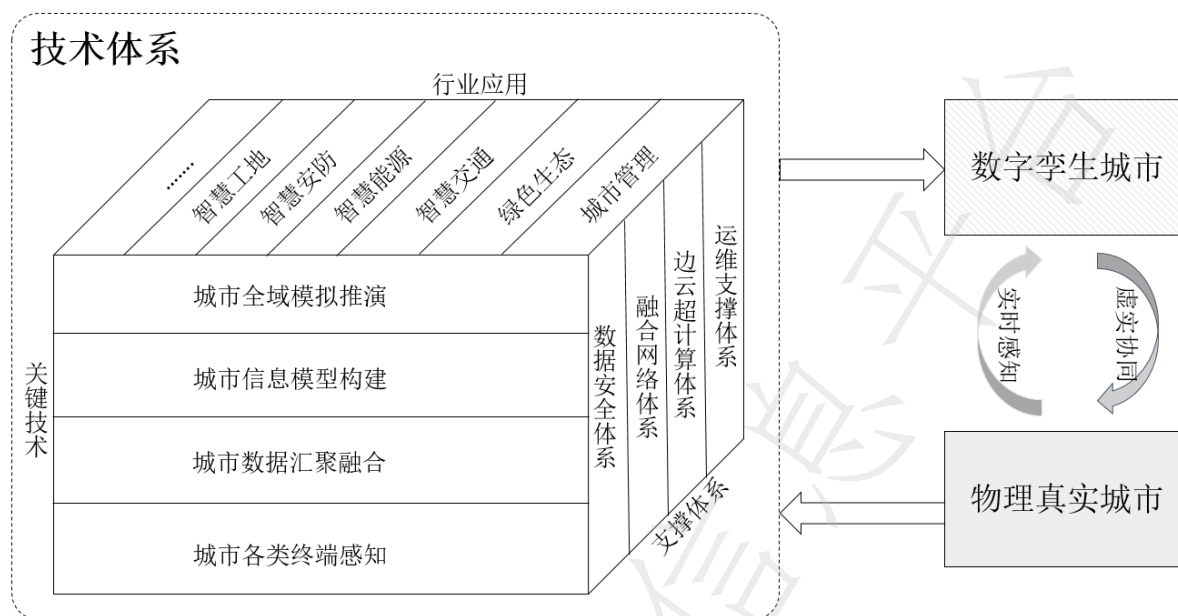 技术体系
行业应用
……
智慧工地
智慧安防
智慧能源
智慧交通
绿色生态
城市管理
关键技术
城市全域模拟推演
城市信息模型构建
城市数据汇聚融合
城市各类终端感知
数据安全体系
融合网络体系
边云超计算体系
运维支撑体系
支撑体系
数字孪生城市
实时感知
虚实协同
物理真实城市
信息平台